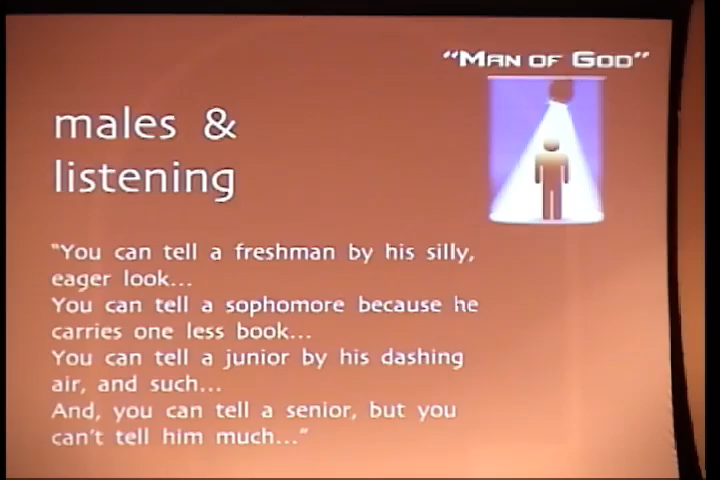 "MAN OF GOD"
males &
listening
"You can tell a freshman by his silly,
eager look...
You can tell a sophomore because he
carries one less book...
You can tell a junior by his dashing
air, and such...
And, you can tell a senior, but you
can't tell him much..."